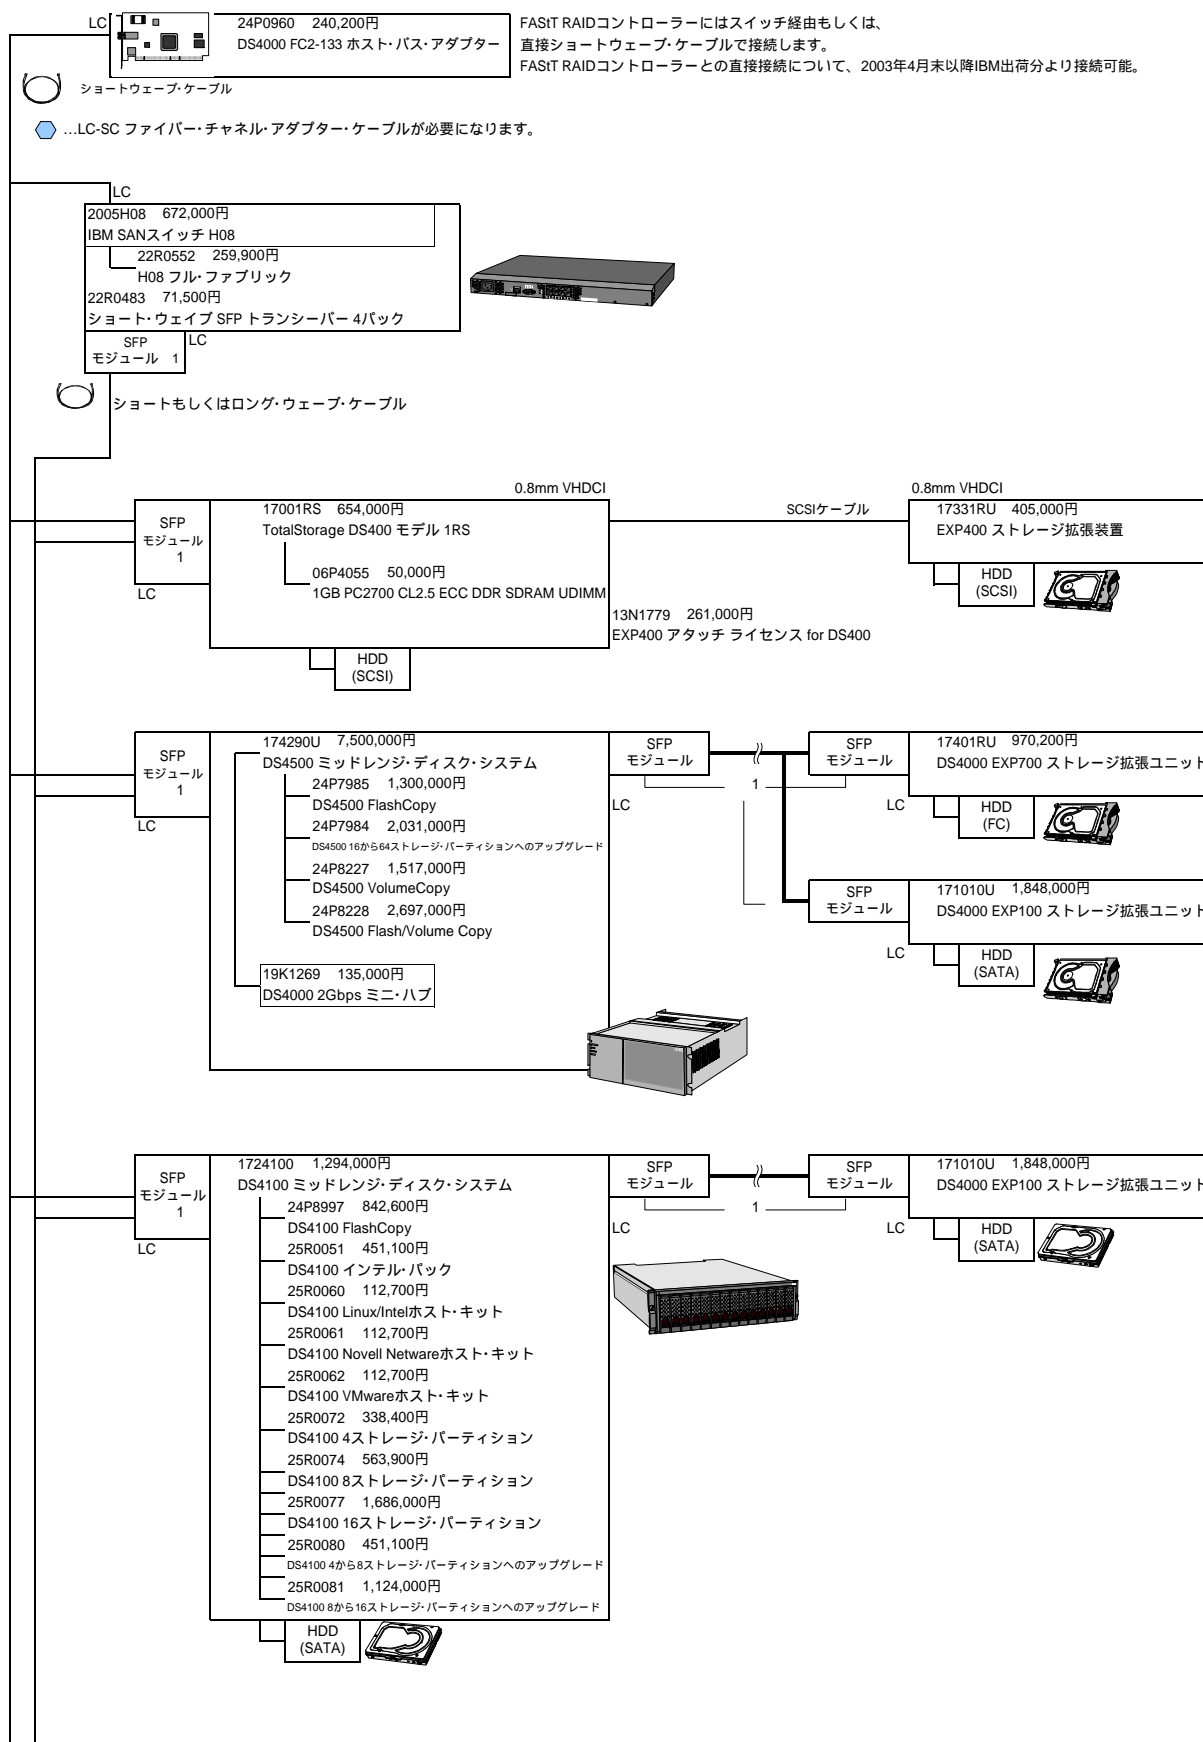 LC
24P0960 240,200円
DS4000 FC2-133 ホスト・バス・アダプター
FAStT RAIDコントローラーにはスイッチ経由もしくは、
直接ショートウェーブ・ケーブルで接続します。
FAStT RAIDコントローラーとの直接接続について、2003年4月末以降IBM出荷分より接続可能。
ショートウェーブ・ケーブル
…LC-SC ファイバー・チャネル・アダプター・ケーブルが必要になります。
LC
2005H08 672,000円
IBM SANスイッチ H08
22R0552 259,900円
H08 フル・ファブリック
22R0483 71,500円
ショート・ウェイブ SFP トランシーバー 4パック
SFP
モジュール 1
LC
ショートもしくはロング・ウェーブ・ケーブル
SFP
モジュール
1
LC
0.8mm VHDCI
17001RS 654,000円
TotalStorage DS400 モデル 1RS
06P4055 50,000円
1GB PC2700 CL2.5 ECC DDR SDRAM UDIMM
HDD
(SCSI)
SCSIケーブル
13N1779 261,000円
EXP400 アタッチ ライセンス for DS400
0.8mm VHDCI
17331RU 405,000円
EXP400 ストレージ拡張装置
HDD
(SCSI)
SFP
モジュール
1
LC
174290U 7,500,000円
DS4500 ミッドレンジ・ディスク・システム
24P7985 1,300,000円
DS4500 FlashCopy
24P7984 2,031,000円
DS4500 16から64ストレージ・パーティションへのアップグレード
24P8227 1,517,000円
DS4500 VolumeCopy
24P8228 2,697,000円
DS4500 Flash/Volume Copy
19K1269 135,000円
DS4000 2Gbps ミニ・ハブ
SFP
モジュール
LC
1
SFP
モジュール
LC
17401RU 970,200円
DS4000 EXP700 ストレージ拡張ユニット
HDD
(FC)
SFP
モジュール
LC
171010U 1,848,000円
DS4000 EXP100 ストレージ拡張ユニット
HDD
(SATA)
SFP
モジュール
1
LC
1724100 1,294,000円
DS4100 ミッドレンジ・ディスク・システム
24P8997 842,600円
DS4100 FlashCopy
25R0051 451,100円
DS4100 インテル・パック
25R0060 112,700円
DS4100 Linux/Intelホスト・キット
25R0061 112,700円
DS4100 Novell Netwareホスト・キット
25R0062 112,700円
DS4100 VMwareホスト・キット
25R0072 338,400円
DS4100 4ストレージ・パーティション
25R0074 563,900円
DS4100 8ストレージ・パーティション
25R0077 1,686,000円
DS4100 16ストレージ・パーティション
25R0080 451,100円
DS4100 4から8ストレージ・パーティションへのアップグレード
25R0081 1,124,000円
DS4100 8から16ストレージ・パーティションへのアップグレード
HDD
(SATA)
SFP
モジュール
LC
1
SFP
モジュール
LC
171010U 1,848,000円
DS4000 EXP100 ストレージ拡張ユニット
HDD
(SATA)